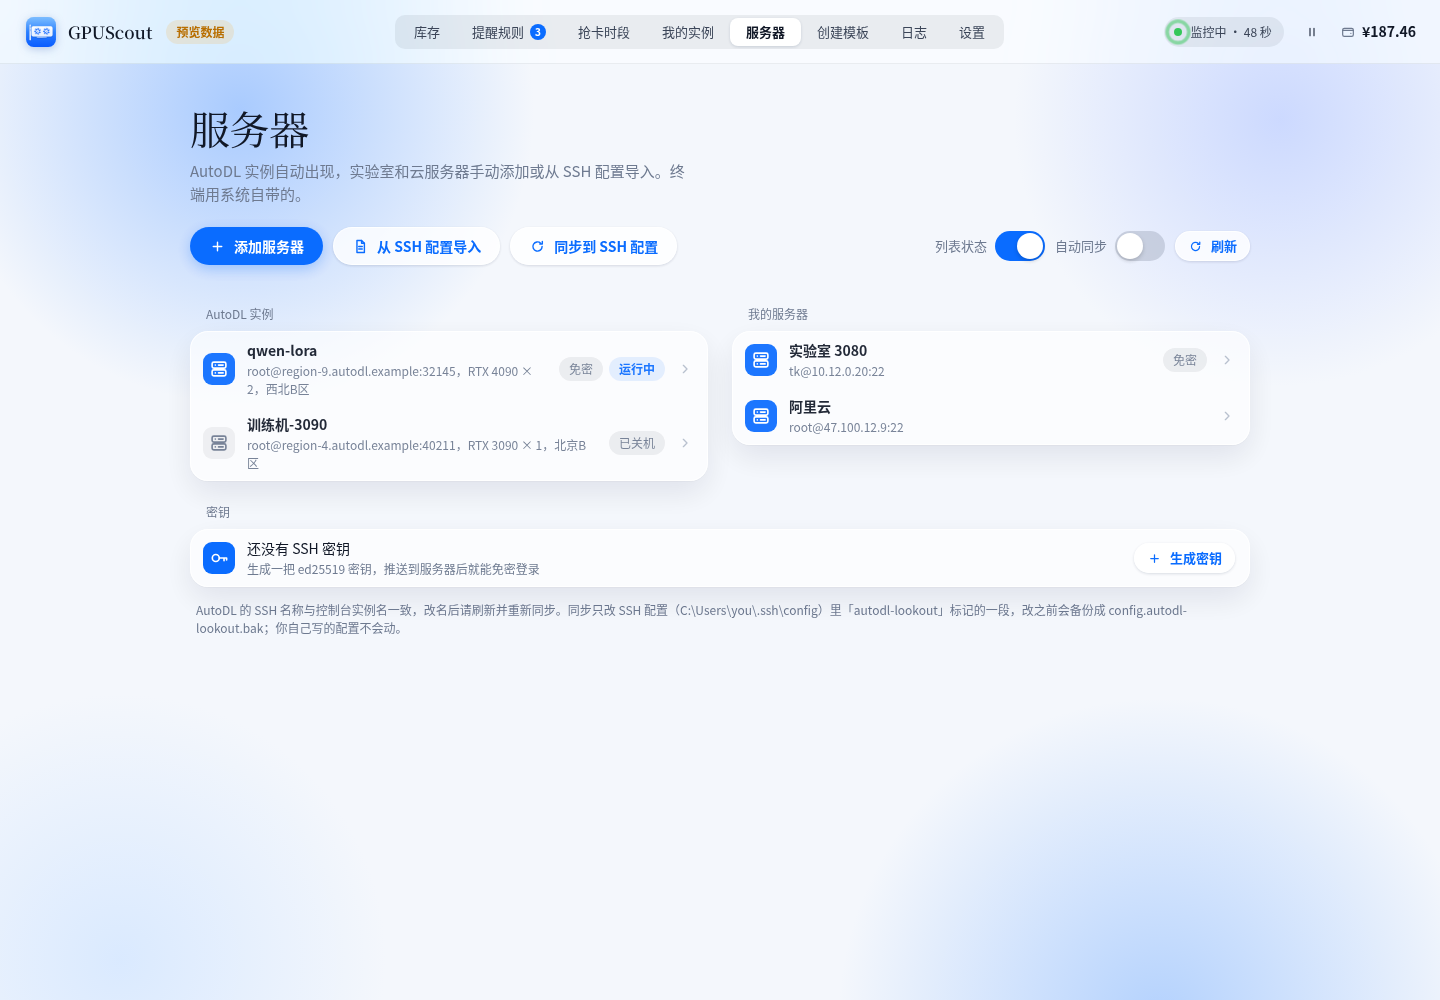 GPUScout 预览数据 库存 提醒规则 3 抢卡时段 我的实例 服务器 创建模板 日志 设置 监控中 · 48 秒 ¥187.46
服务器
AutoDL 实例自动出现，实验室和云服务器手动添加或从 SSH 配置导入。终
端用系统自带的。
添加服务器 从 SSH 配置导入 同步到 SSH 配置 列表状态 自动同步 刷新
AutoDL 实例
qwen-lora
root@region-9.autodl.example:32145，RTX 4090 ×
2，西北B区
免密 运行中
训练机-3090
root@region-4.autodl.example:40211，RTX 3090 × 1，北京B
区
已关机
我的服务器
实验室 3080
tk@10.12.0.20:22
免密
阿里云
root@47.100.12.9:22
密钥
还没有 SSH 密钥
生成一把 ed25519 密钥，推送到服务器后就能免密登录
生成密钥
AutoDL 的 SSH 名称与控制台实例名一致，改名后请刷新并重新同步。同步只改 SSH 配置（C:\Users\you\.ssh\config）里「autodl-lookout」标记的一段，改之前会备份成 config.autodl-
lookout.bak；你自己写的配置不会动。